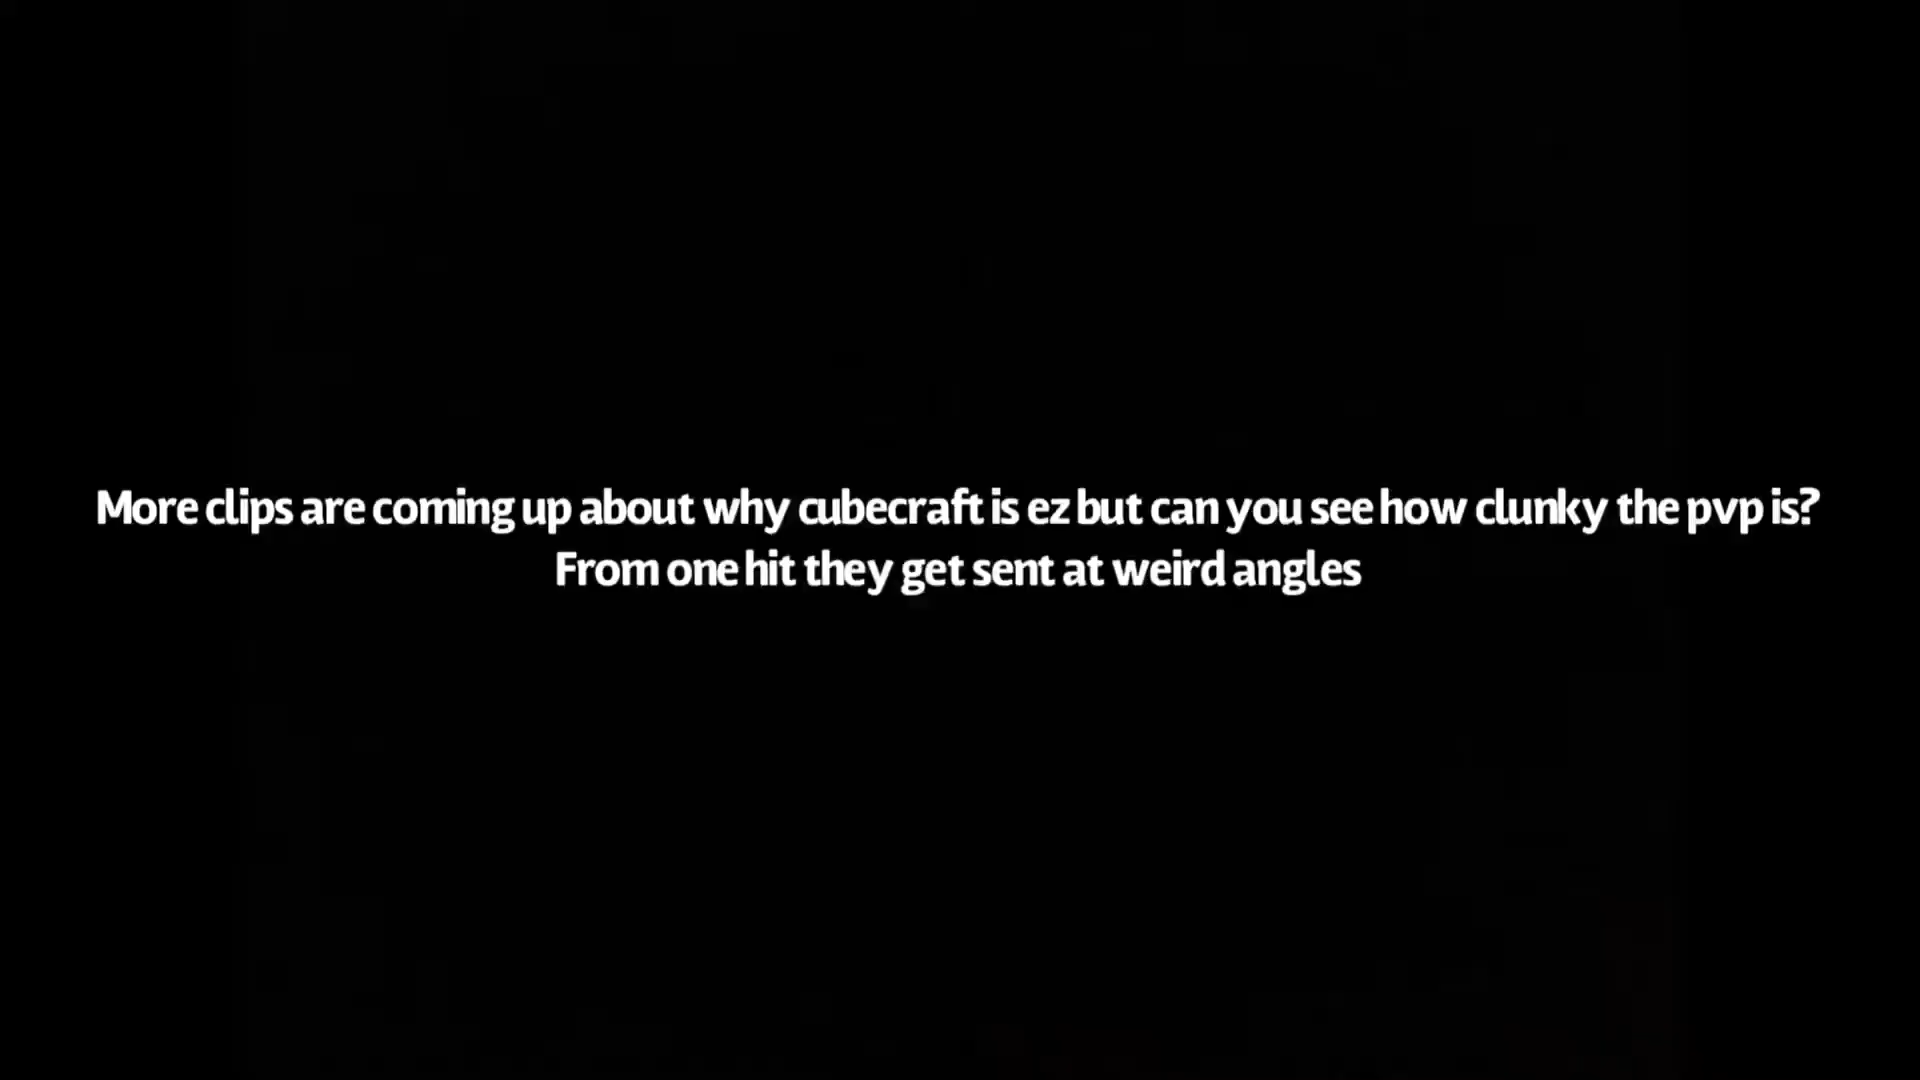 More clips are coming up about why cubecraft is ez but can you see how clunky the pvp is?
From one hit they get sent at weird angles